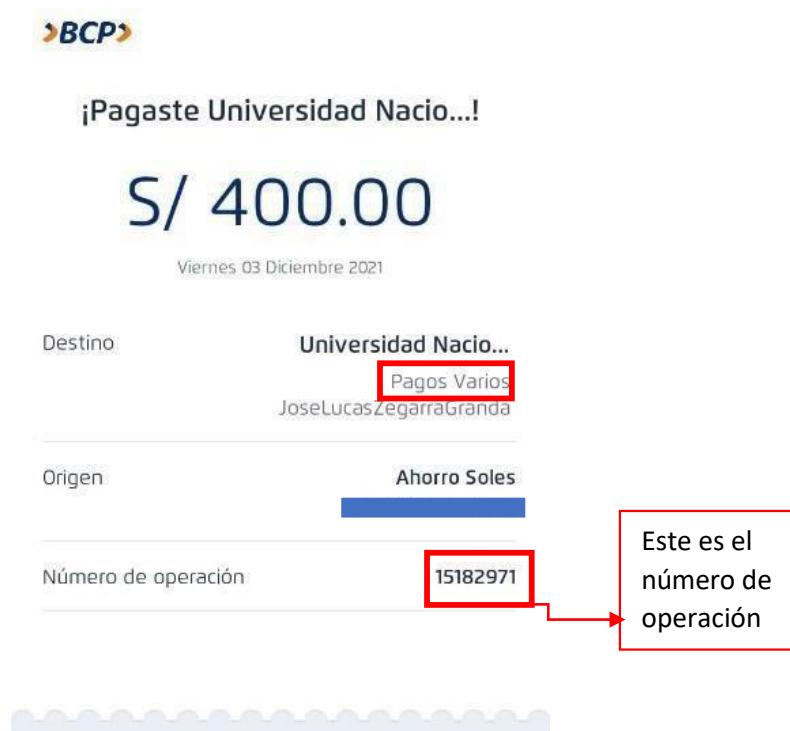 BCP
¡Pagaste Universidad Nacio...!
S/ 400.00
Viernes 03 Diciembre 2021
Destino
Universidad Nacio...
Pagos Varios
JoseLucasZegarraGranda
Origen
Ahorro Soles
Número de operación
15182971
Este es el
número de
operación